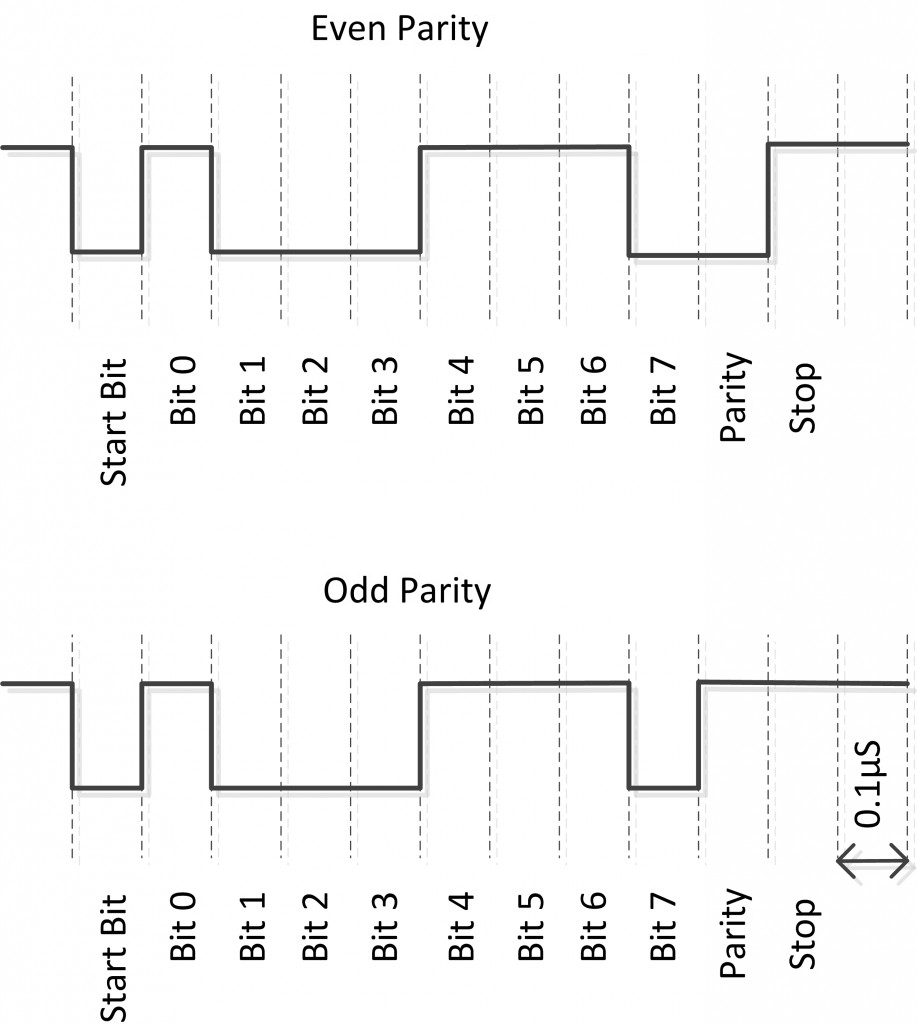 Even Parity
Start Bit
Bit 0
Bit 1
Bit 2
Bit 3
Bit 4
Bit 5
Bit 6
Bit 7
Parity
Stop
Odd Parity
0.1µS
Start Bit
Bit 0
Bit 1
Bit 2
Bit 3
Bit 4
Bit 5
Bit 6
Bit 7
Parity
Stop